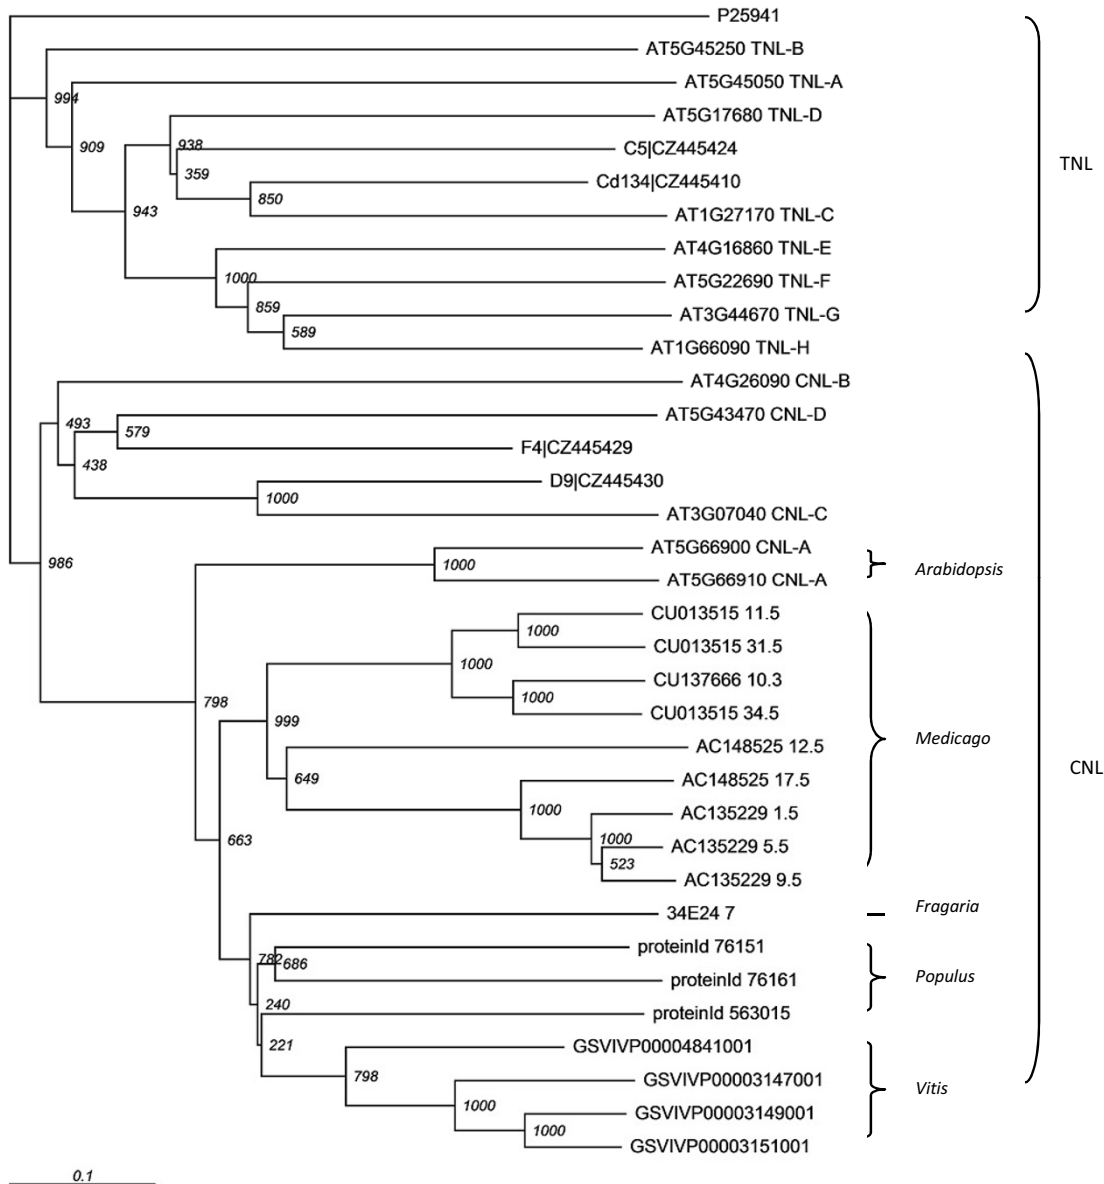 P25941
AT5G45250 TNL-B
AT5G45050 TNL-A
994
AT5G17680 TNL-D
909
938
C5|CZ445424
TNL
359
Cd134|CZ445410
850
943
AT1G27170 TNL-C
AT4G16860 TNL-E
1000
AT5G22690 TNL-F
859
AT3G44670 TNL-G
589
AT1G66090 TNL-H
AT4G26090 CNL-B
493
AT5G43470 CNL-D
579
F4|CZ445429
438
D9|CZ445430
1000
AT3G07040 CNL-C
986
AT5G66900 CNL-A
1000
Arabidopsis
AT5G66910 CNL-A
CU013515 11.5
1000
CU013515 31.5
1000
CU137666 10.3
1000
798
CU013515 34.5
999
Medicago
AC148525 12.5
CNL
649
AC148525 17.5
1000
AC135229 1.5
663
1000
AC135229 5.5
523
AC135229 9.5
34E24 7
Fragaria
proteinId 76151
782
686
proteinId 76161
Populus
240
proteinId 563015
221
GSVIVP00004841001
798
GSVIVP00003147001
Vitis
1000
GSVIVP00003149001
1000
GSVIVP00003151001
0.1